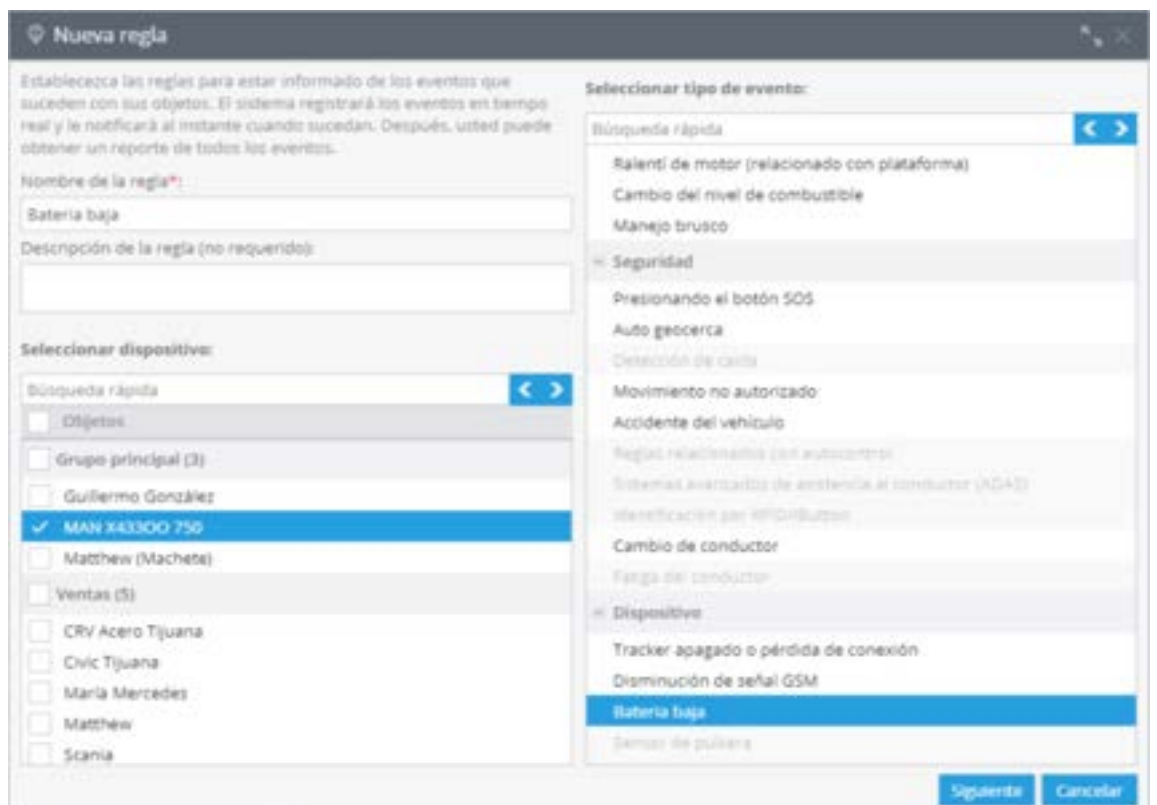 Nueva regla
Establecezca las reglas para estar informado de los eventos que
suceden con sus objetos. El sistema registrará los eventos en tiempo
real y le notificará al instante cuando sucedan. Después, usted puede
obtener un reporte de todos los eventos.
Nombre de la regla*:
Bateria baja
Descripción de la regla (no requerido):
Seleccionar dispositivo:
Búsqueda rápida
Objetos
Grupo principal (3)
Guillermo González
MAN X433OO 750
Matthew (Machete)
Ventas (5)
CRV Acero Tijuana
Civic Tijuana
María Mercedes
Matthew
Scania
Seleccionar tipo de evento:
Búsqueda rápida
Ralentí de motor (relacionado con plataforma)
Cambio del nivel de combustible
Manejo brusco
Seguridad
Presionando el botón SOS
Auto geocerca
Detección de caída
Movimiento no autorizado
Accidente del vehículo
Reglas relacionados con autocontrol
Sistemas avanzados de asistencia al conductor (ADAS)
Identificación por RFID/iButton
Cambio de conductor
Fatiga del conductor
Dispositivo
Tracker apagado o pérdida de conexión
Disminución de señal GSM
Bateria baja
Sensor de pulsera
Siguiente
Cancelar